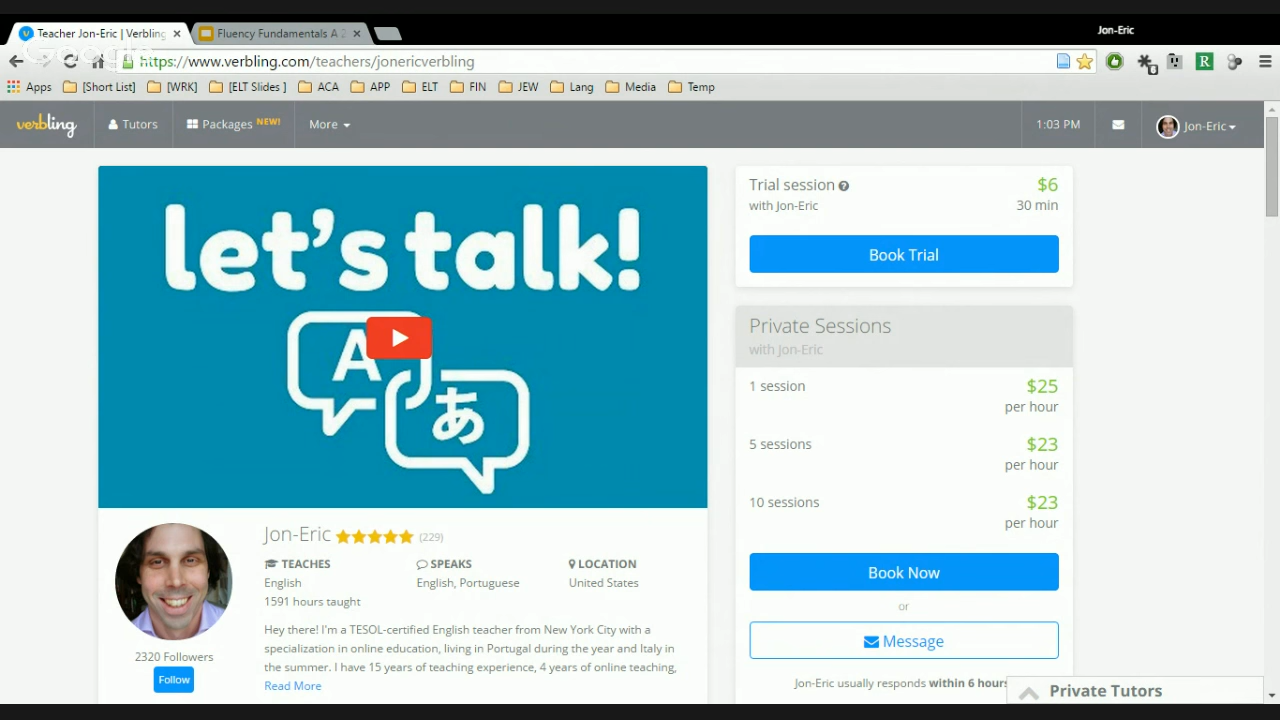 Jon-Eric
Teacher Jon-Eric | Verbling
Fluency Fundamentals A 2
Google
https://www.verbling.com/teachers/jonericverbling
R
Apps [Short List] [WRK] [ELT Slides ] ACA APP ELT FIN JEW Lang Media Temp
verbling Tutors Packages NEW! More 1:03 PM Jon-Eric
let's talk!
A
あ
Trial session ?
$6
with Jon-Eric
30 min
Book Trial
Private Sessions
with Jon-Eric
1 session
$25
per hour
5 sessions
$23
per hour
10 sessions
$23
per hour
Book Now
or
Message
Jon-Eric usually responds within 6 hours
Jon-Eric (229)
TEACHES
English
1591 hours taught
SPEAKS
English, Portuguese
LOCATION
United States
Hey there! I'm a TESOL-certified English teacher from New York City with a
specialization in online education, living in Portugal during the year and Italy in
the summer. I have 15 years of teaching experience, 4 years of online teaching,
Read More
2320 Followers
Follow
Private Tutors